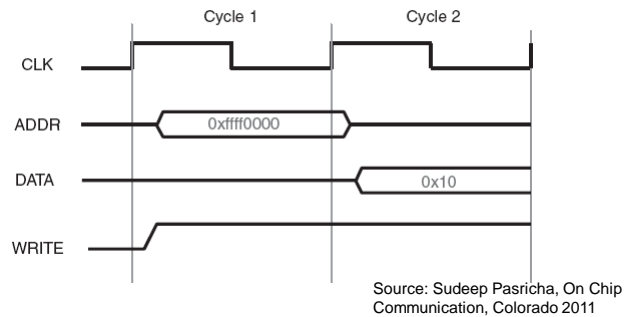 Cycle 1 Cycle 2
CLK
ADDR 0xffff0000
DATA 0x10
WRITE
Source: Sudeep Pasricha, On Chip
Communication, Colorado 2011